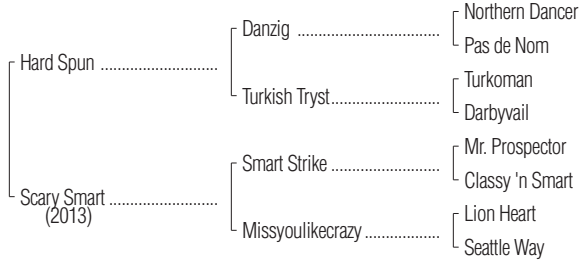 Northern Dancer
Danzig ..................................
Pas de Nom
Hard Spun ............................
Turkoman
Turkish Tryst..........................
Darbyvail
Mr. Prospector
Smart Strike ..........................
Classy 'n Smart
Scary Smart ..........................
(2013)
Lion Heart
Missyoulikecrazy ..................
Seattle Way